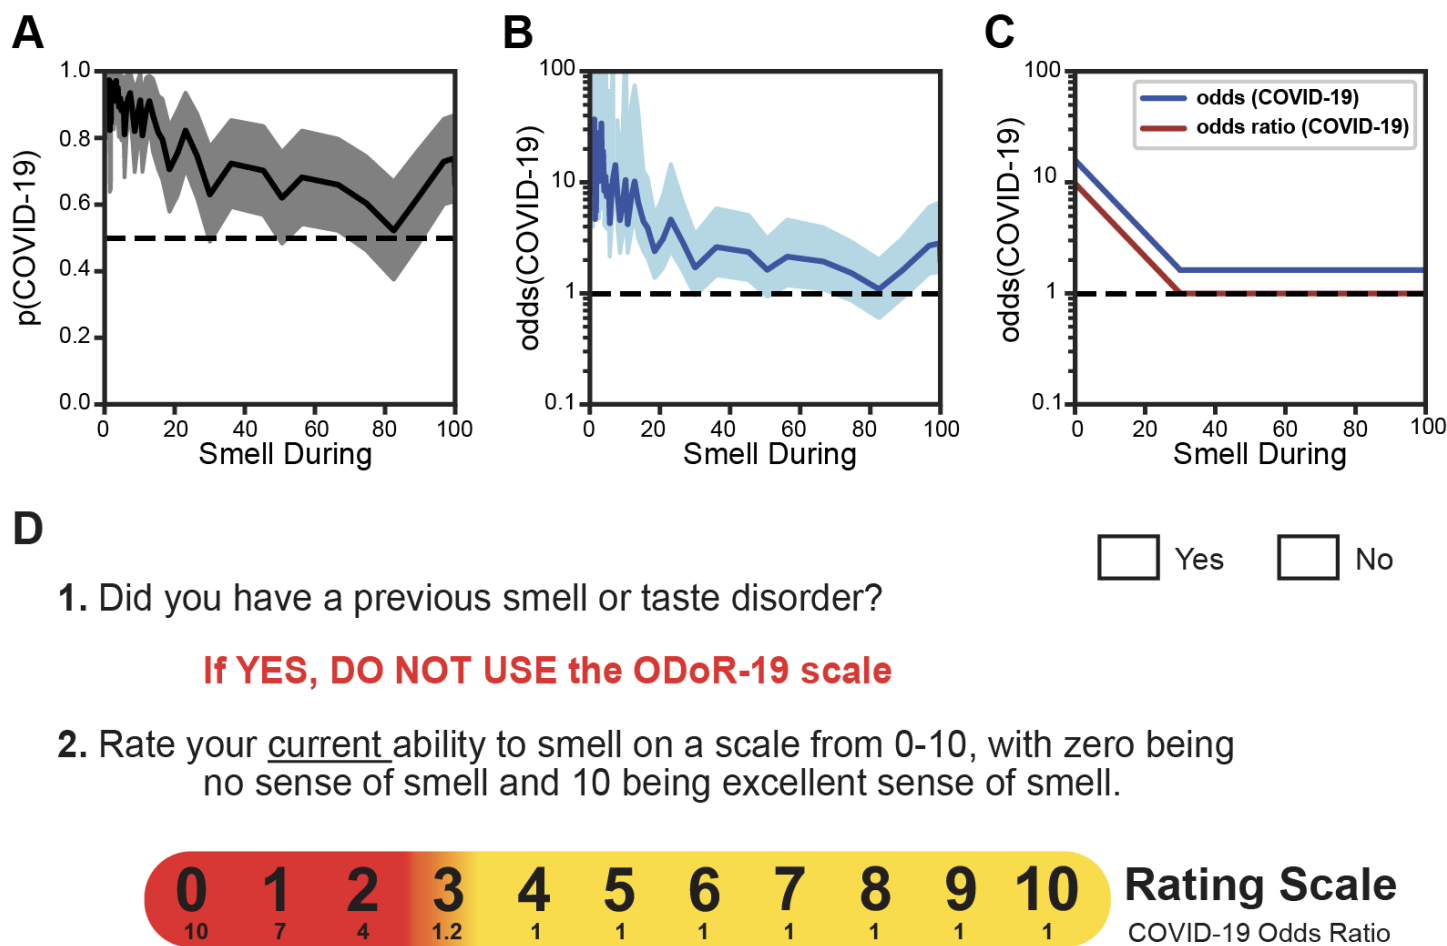 A
B
C
1.0
0.8
0.6
0.4
0.2
0.0
p(COVID-19)
0 20 40 60 80 100
Smell During
100
10
1
0.1
odds(COVID-19)
0 20 40 60 80 100
Smell During
100
10
1
0.1
odds(COVID-19)
odds (COVID-19)
odds ratio (COVID-19)
0 20 40 60 80 100
Smell During
D
Yes No
1. Did you have a previous smell or taste disorder?
If YES, DO NOT USE the ODoR-19 scale
2. Rate your current ability to smell on a scale from 0-10, with zero being
no sense of smell and 10 being excellent sense of smell.
0 1 2 3 4 5 6 7 8 9 10 Rating Scale
10 7 4 1.2 1 1 1 1 1 1 1 COVID-19 Odds Ratio